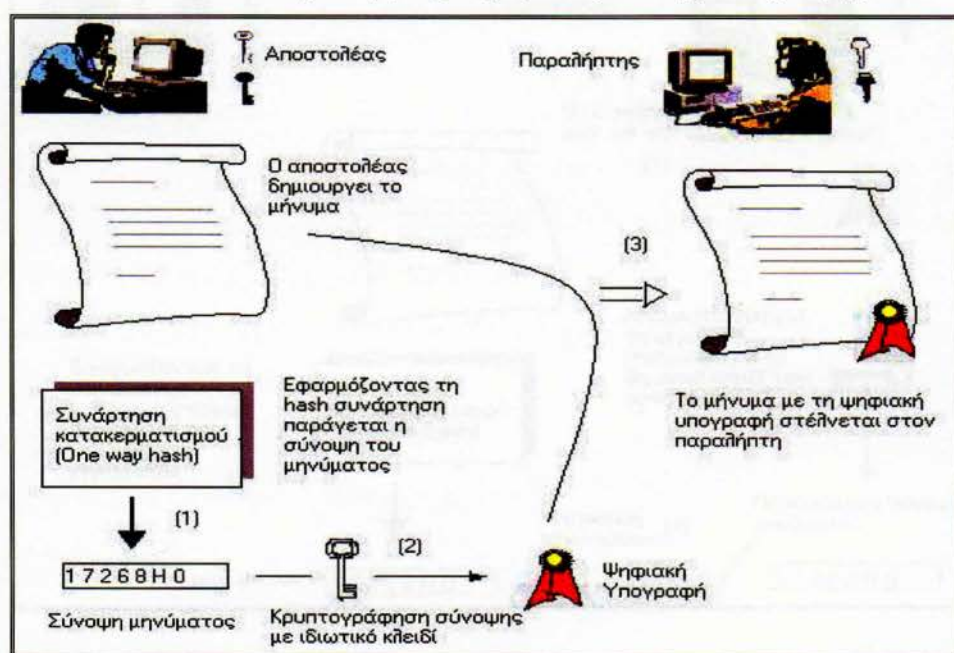 Αποστολέας
Παραλήπτης
Ο αποστολέας
δημιουργει το
μήνυμα
(3)
Συνάρτηση
κατακερματισμού
(One way hash)
Εφαρμόζοντας τη
hash συνάρτηση
παράγεται η
σύνοψη του
μηνύματος
Το μήνυμα με τη ψηφιακή
υπογραφή στέλνεται στον
παραλήπτη
(1)
17268H0
Σύνοψη μηνύματος
(2)
Κρυπτογράφηση σύνοψης
με ιδιωτικό κλειδί
Ψηφιακή
Υπογραφή